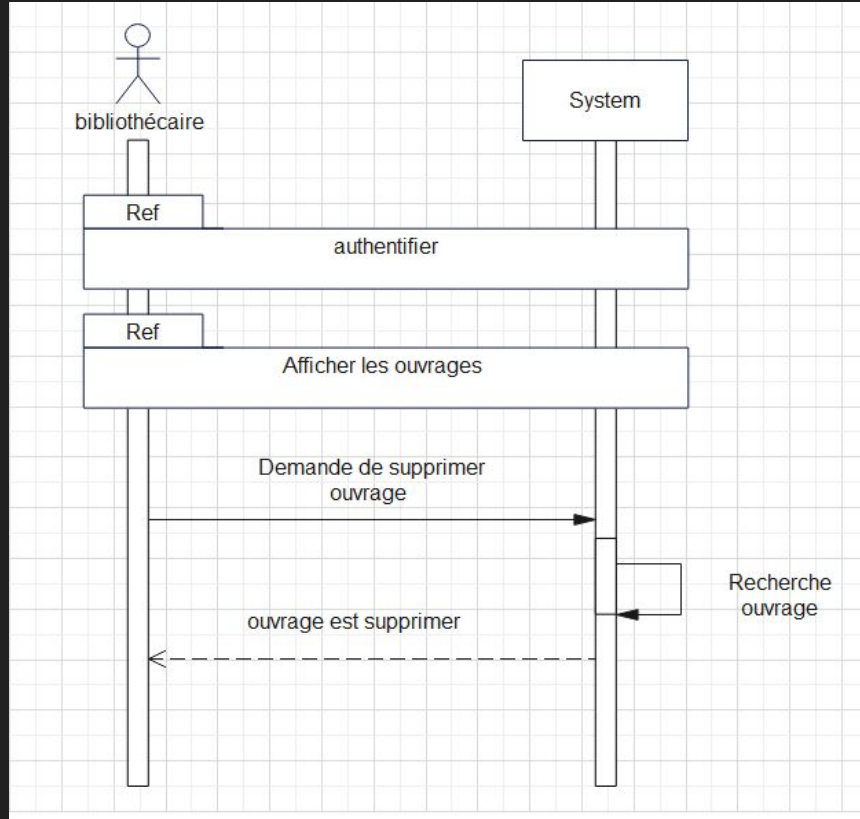 bibliothécaire
System
Ref
authentifier
Ref
Afficher les ouvrages
Demande de supprimer
ouvrage
Recherche
ouvrage
ouvrage est supprimer